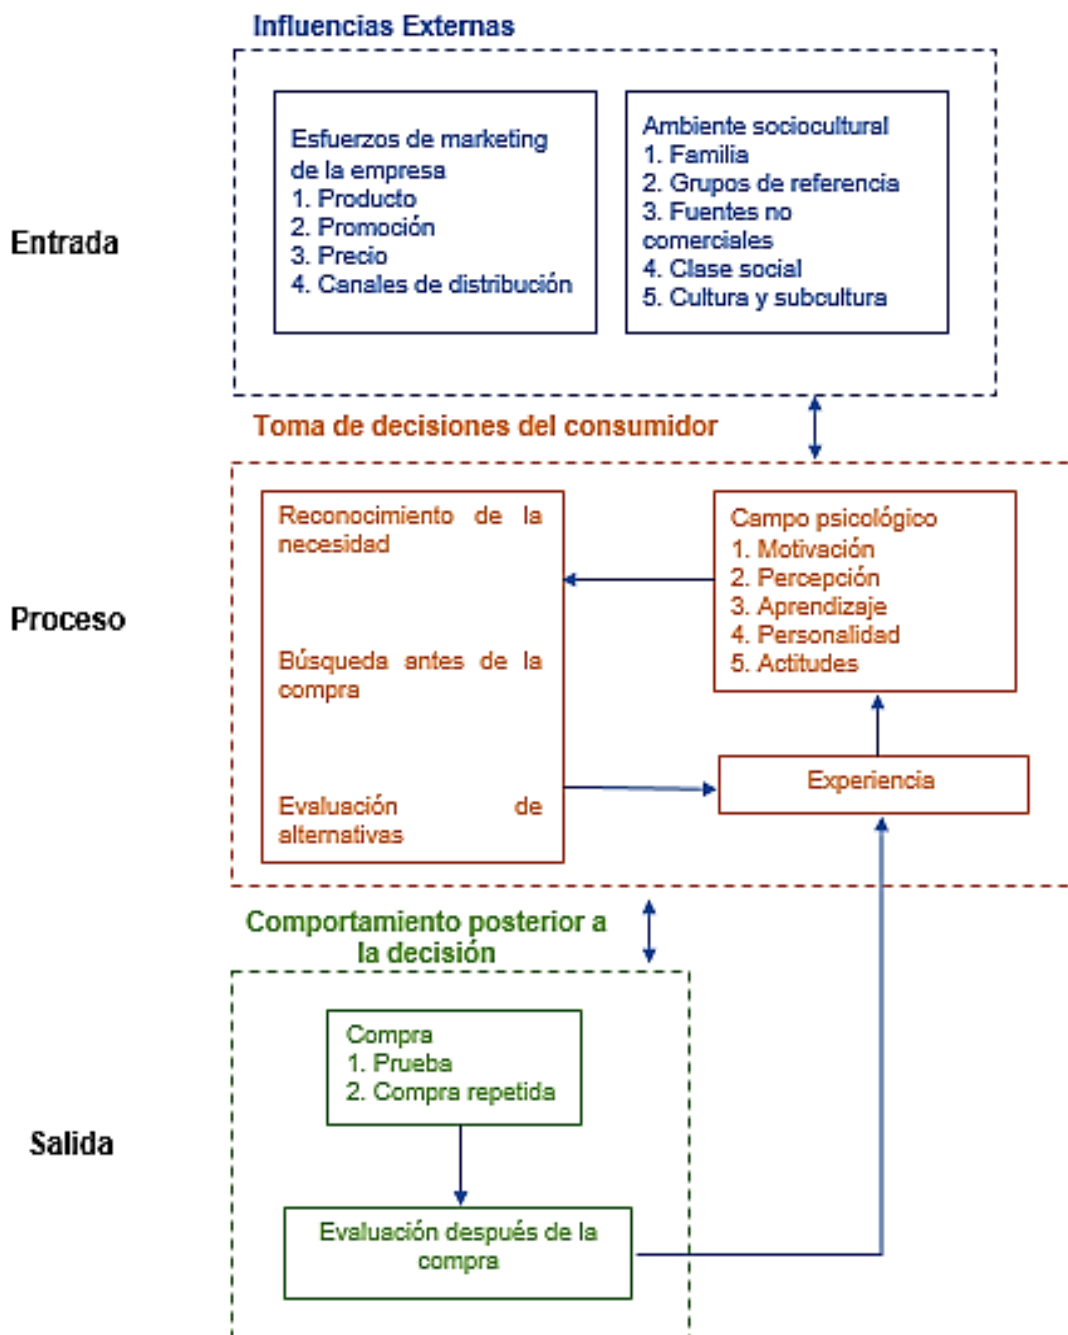 Influencias Externas
Esfuerzos de marketing
de la empresa
1. Producto
2. Promoción
3. Precio
4. Canales de distribución
Ambiente sociocultural
1. Familia
2. Grupos de referencia
3. Fuentes no
comerciales
4. Clase social
5. Cultura y subcultura
Entrada
Toma de decisiones del consumidor
Reconocimiento de la
necesidad
Búsqueda antes de la
compra
Evaluación de
alternativas
Campo psicológico
1. Motivación
2. Percepción
3. Aprendizaje
4. Personalidad
5. Actitudes
Experiencia
Proceso
Comportamiento posterior a
la decisión
Compra
1. Prueba
2. Compra repetida
Salida
Evaluación después de la
compra